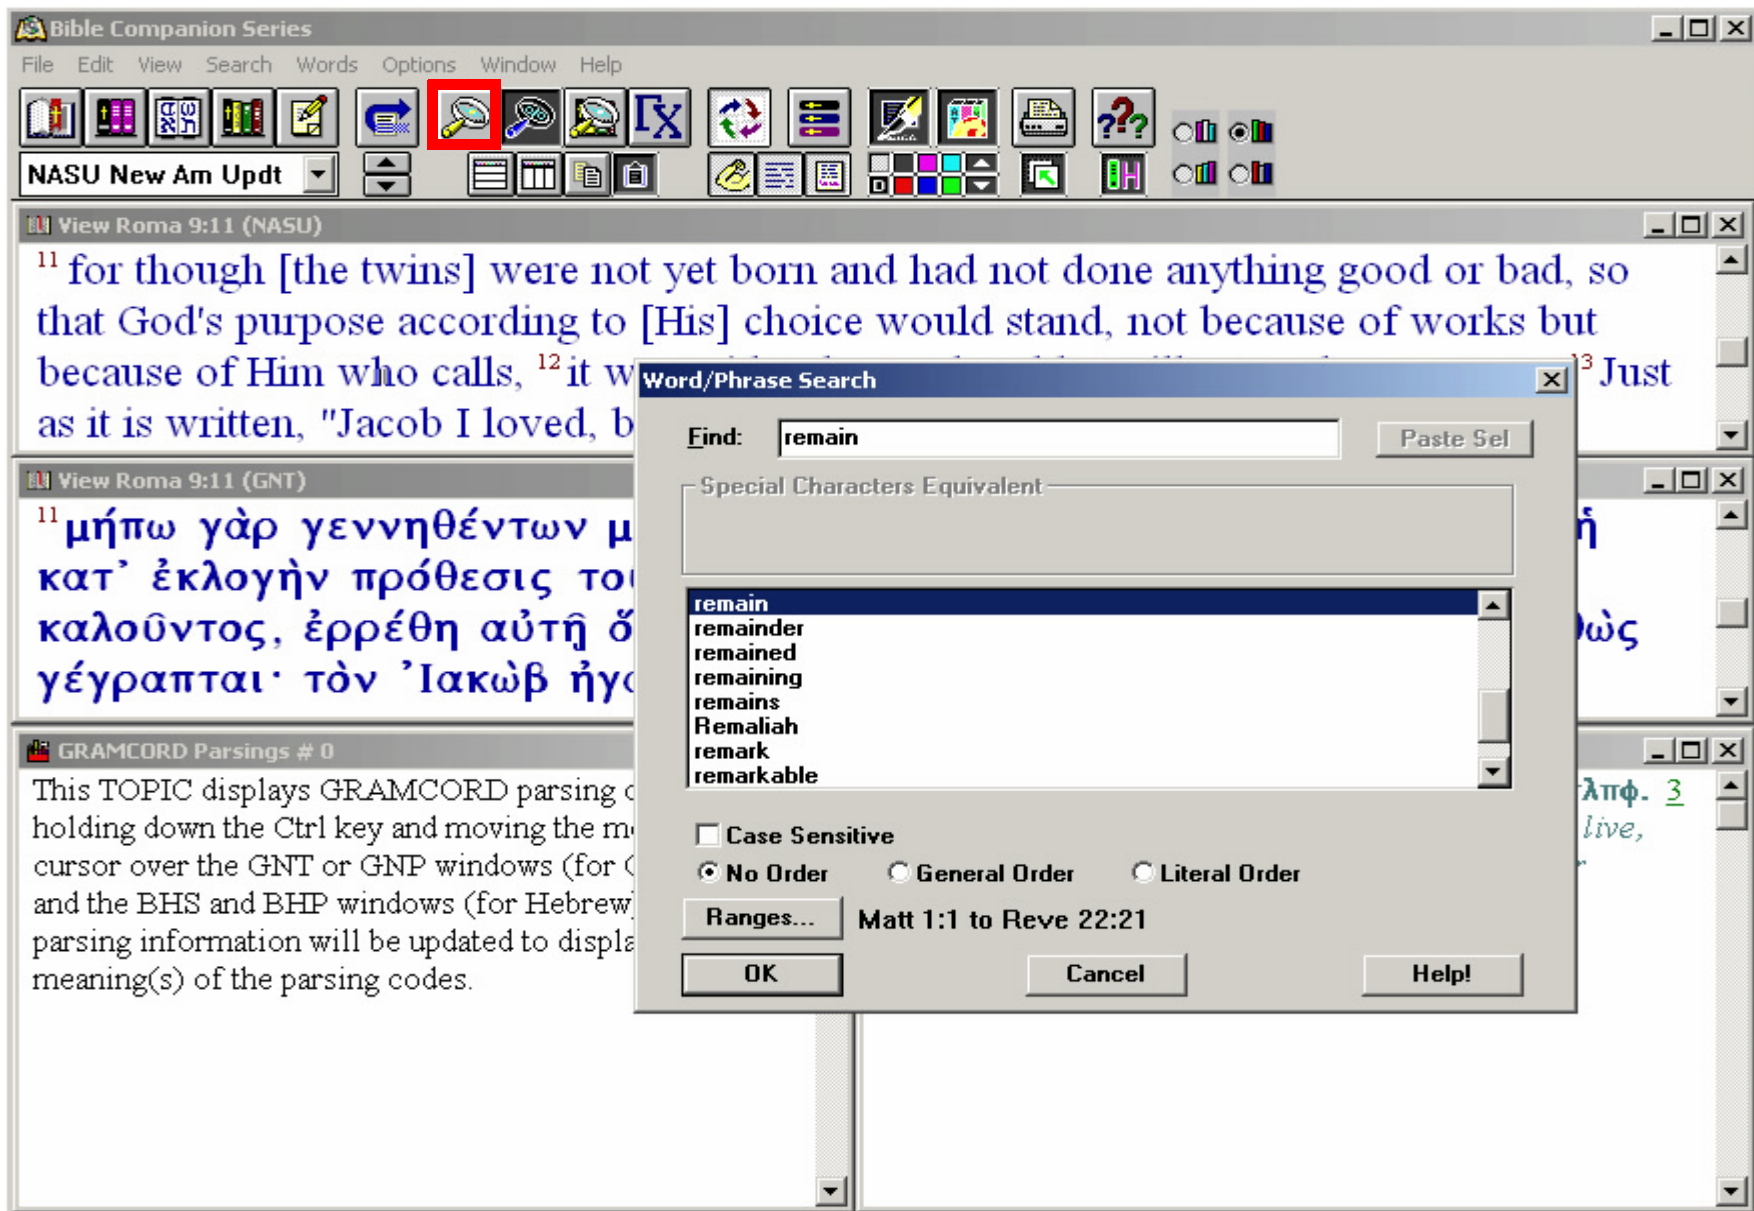 Bible Companion Series
File Edit View Search Words Options Window Help
NASU New Am Updt
View Roma 9:11 (NASU)
11 for though [the twins] were not yet born and had not done anything good or bad, so
that God's purpose according to [His] choice would stand, not because of works but
because of Him who calls, 12 it w
13 Just
as it is written, "Jacob I loved, b
View Roma 9:11 (GNT)
11 μήπω γὰρ γεννηθέντων μ
ἡ
κατ᾽ ἐκλογὴν πρόθεσις το
καλοῦντος, ἐρρέθη αὐτῇ ὅ
θὼς
γέγραπται· τὸν Ἰακὼβ ἠγ
GRAMCORD Parsings # 0
This TOPIC displays GRAMCORD parsing
holding down the Ctrl key and moving the m
cursor over the GNT or GNP windows (for
and the BHS and BHP windows (for Hebrew
parsing information will be updated to displa
meaning(s) of the parsing codes.
λπφ. 3
live,
Word/Phrase Search
Find: remain Paste Sel
Special Characters Equivalent
remain
remainder
remained
remaining
remains
Remaliah
remark
remarkable
Case Sensitive
No Order General Order Literal Order
Ranges... Matt 1:1 to Reve 22:21
OK Cancel Help!